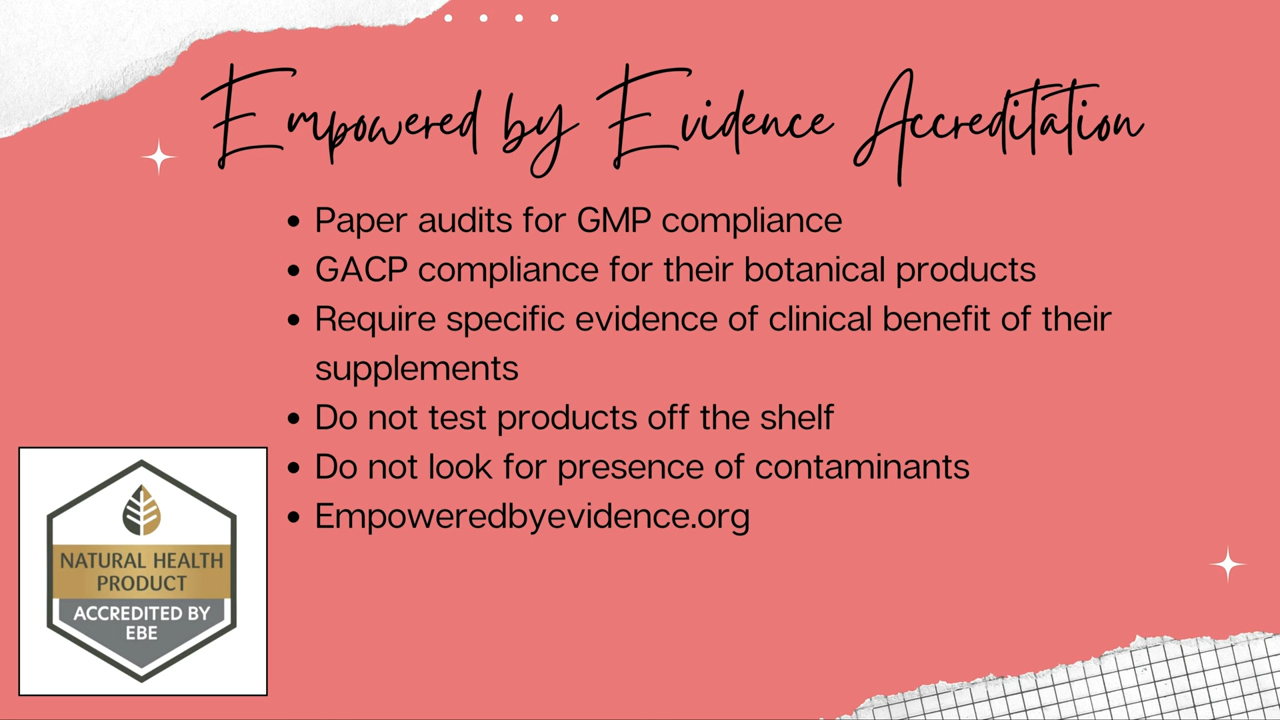 Empowered by Evidence Accreditation
• Paper audits for GMP compliance
• GACP compliance for their botanical products
• Require specific evidence of clinical benefit of their
supplements
• Do not test products off the shelf
• Do not look for presence of contaminants
• Empoweredbyevidence.org
NATURAL HEALTH
PRODUCT
ACCREDITED BY
EBE